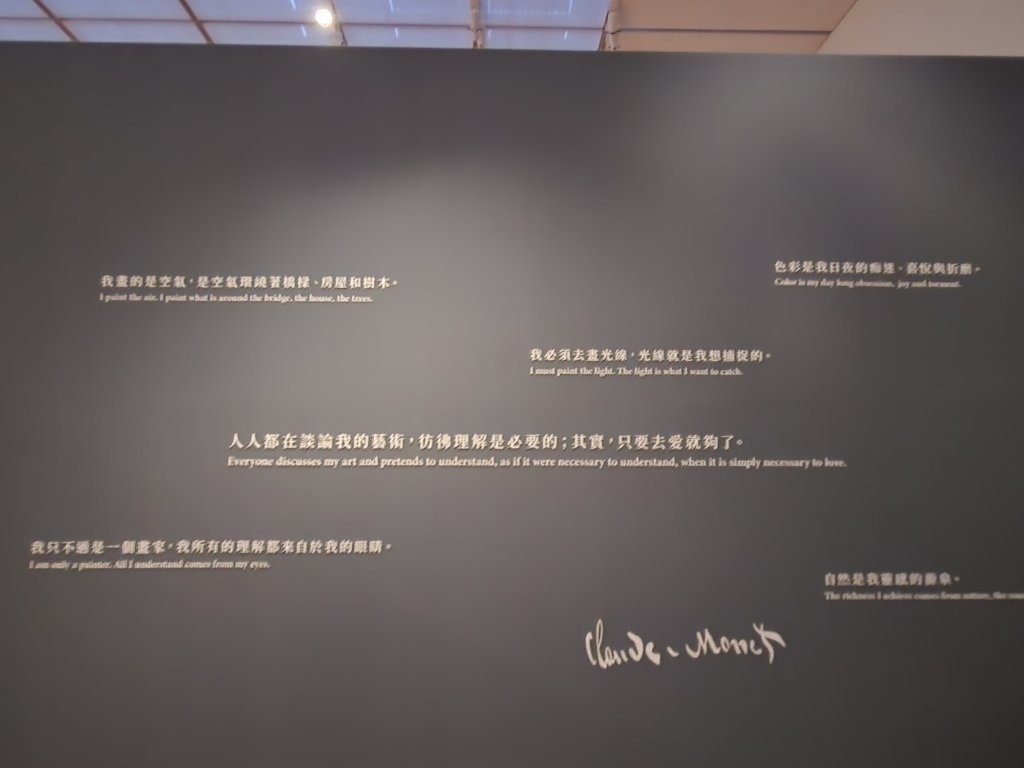 我畫的是空氣，是空氣環繞著橋樑、房屋和樹木。
I paint the air. I paint what is around the bridge, the house, the trees.
色彩是我日夜的痴迷、喜悅與折磨。
Color is my day long obsession, joy and torment.
我必須去畫光線，光線就是我想捕捉的。
I must paint the light. The light is what I want to catch.
人人都在談論我的藝術，彷彿理解是必要的；其實，只要去愛就夠了。
Everyone discusses my art and pretends to understand, as if it were necessary to understand, when it is simply necessary to love.
我只不過是一個畫家，我所有的理解都來自於我的眼睛。
I am only a painter. All I understand comes from my eyes.
自然是我靈感的源泉。
The richness I achieve comes from nature, the
Claude Monet